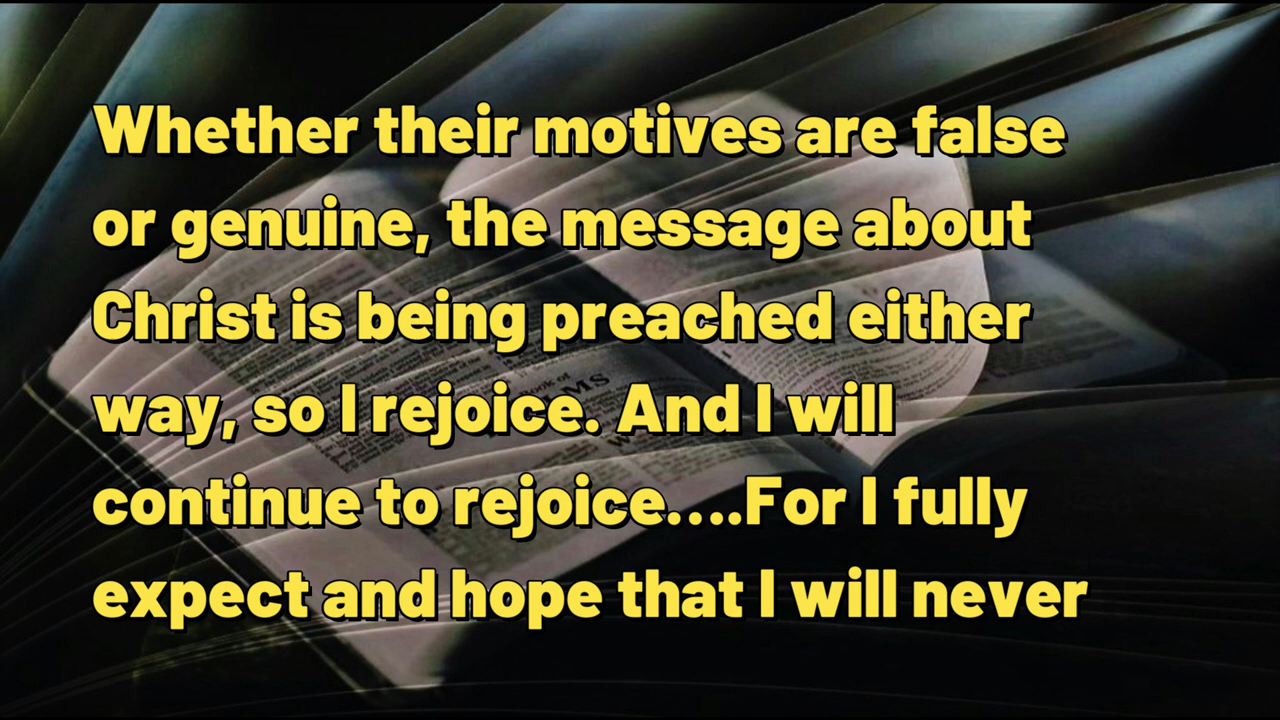 Whether their motives are false
or genuine, the message about
Christ is being preached either
way, so I rejoice. And I will
continue to rejoice....For I fully
expect and hope that I will never